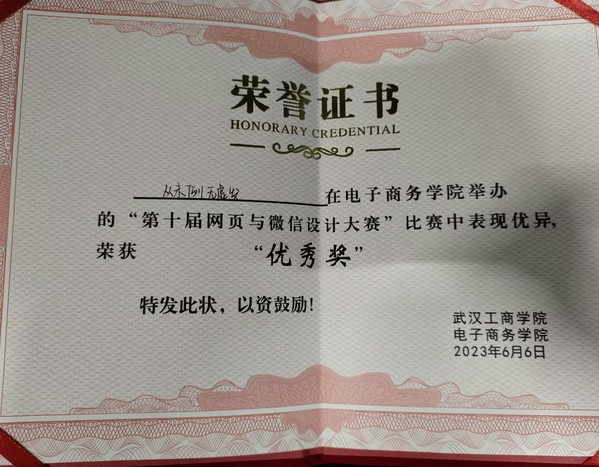 荣誉证书
HONORARY CREDENTIAL
在电子商务学院举办
的“第十届网页与微信设计大赛”比赛中表现优异,
荣获 “优秀奖”
特发此状，以资鼓励!
武汉工商学院
电子商务学院
2023年6月6日